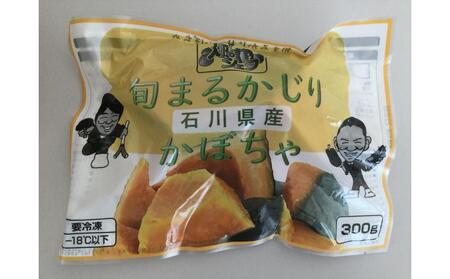 旬まるかじり
石川県産
かぼちゃ
要冷凍
-18℃以下
300g